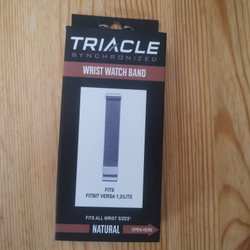 TRIACLE
SYNCHRONIZED
WRIST WATCH BAND
FITS
FITBIT VERSA 1,2/LITE
FITS ALL WRIST SIZES*
NATURAL
OPEN HERE